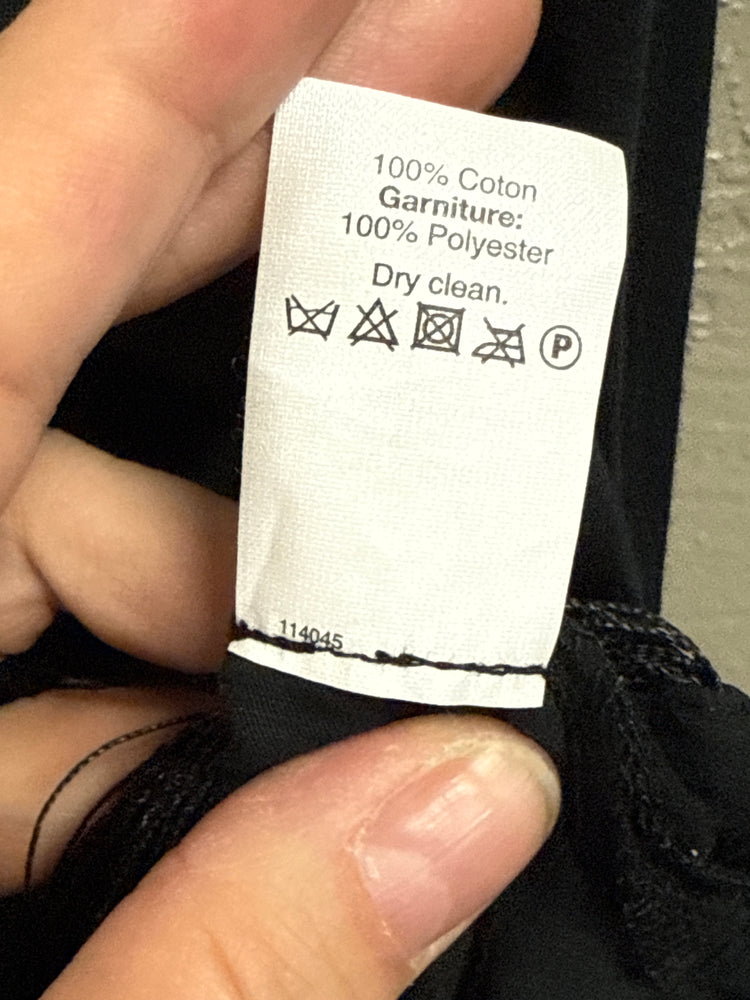 100% Coton
Garniture:
100% Polyester
Dry clean.
P
114045